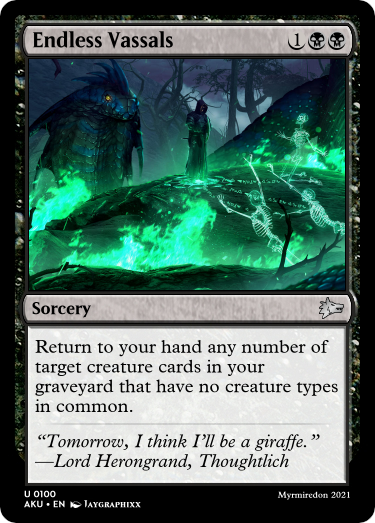 Endless Vassals 1
Sorcery
Return to your hand any number of
target creature cards in your
graveyard that have no creature types
in common.
“Tomorrow, I think I’ll be a giraffe.”
—Lord Herongrand, Thoughtlich
U 0100
AKU • EN JAYGRAPHIXX
Myrmiredon 2021